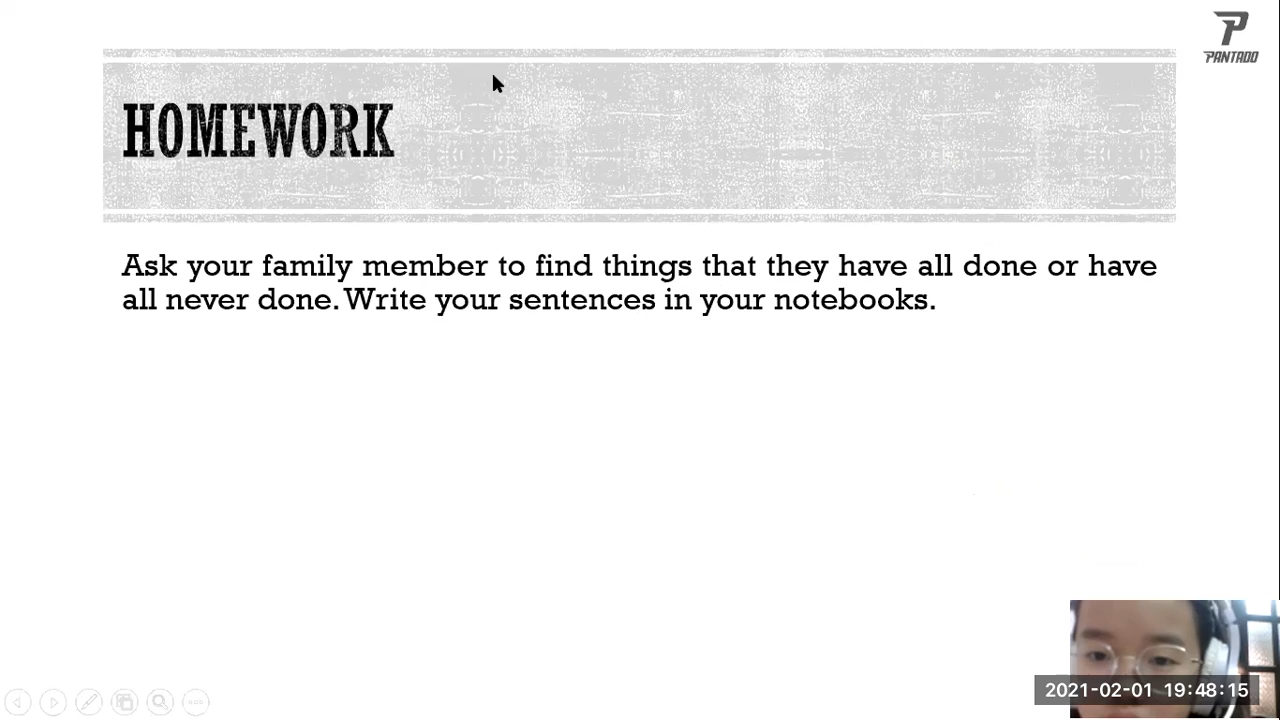 PANTADO
HOMEWORK
Ask your family member to find things that they have all done or have
all never done. Write your sentences in your notebooks.
2021-02-01 19:48:15